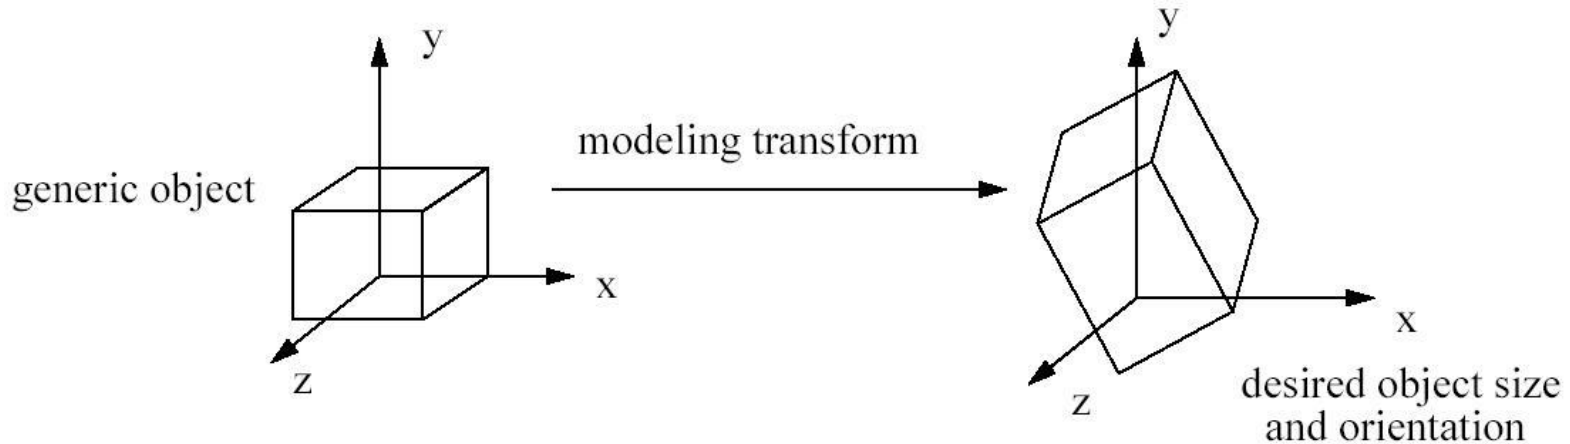 y
generic object
x
z
modeling transform
y
x
z
desired object size
and orientation